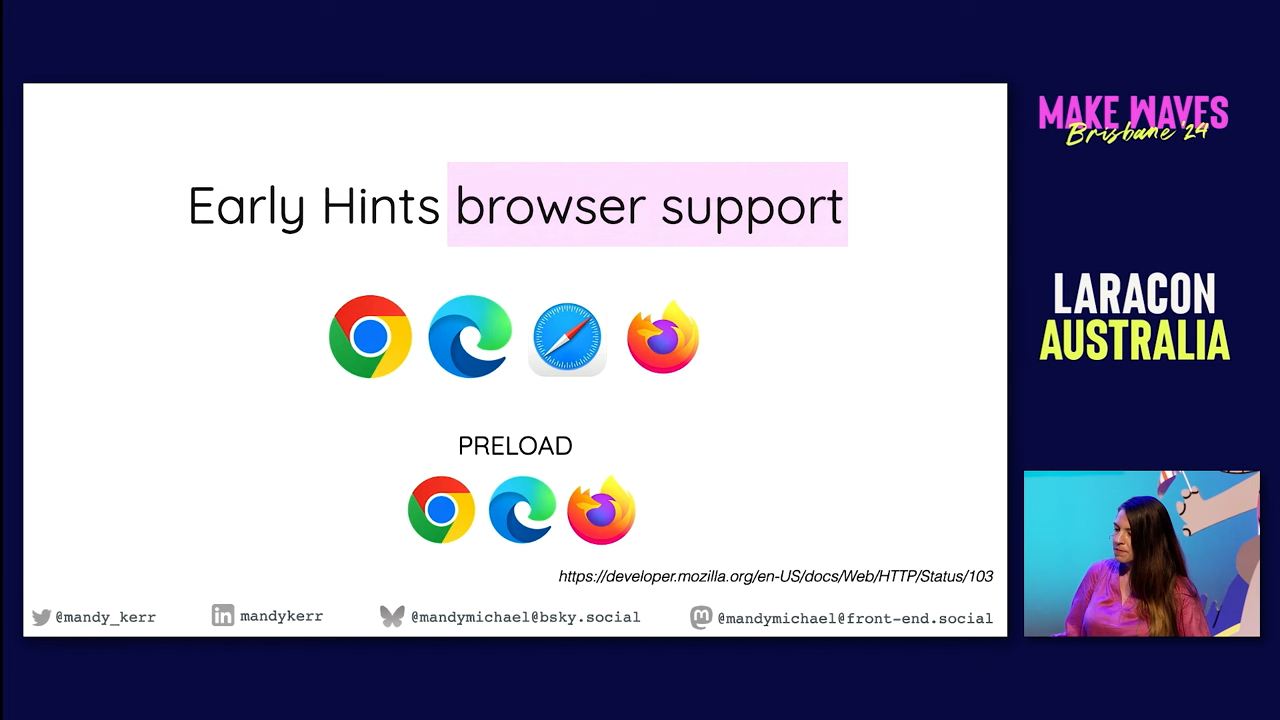 Early Hints browser support
PRELOAD
https://developer.mozilla.org/en-US/docs/Web/HTTP/Status/103
@mandy_kerr
mandykerr
@mandymichael@bsky.social
@mandymichael@front-end.social
MAKE WAVES
Brisbane '24
LARACON
AUSTRALIA